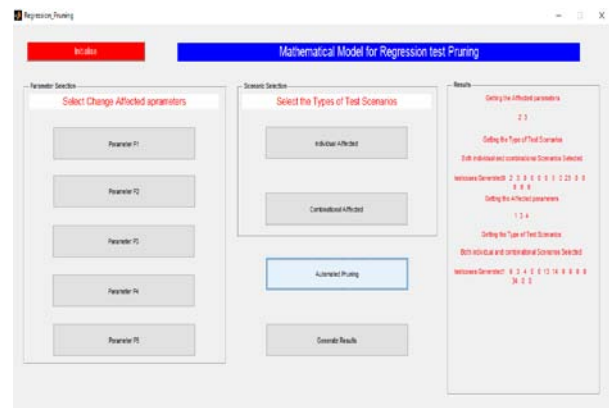 Regression_Pruning
Initialise
Mathematical Model for Regression test Pruning
Parameter Selection
Select Change Affected aprameters
Parameter P1
Parameter P2
Parameter P3
Parameter P4
Parameter P5
Scenario Selection
Select the Types of Test Scenarios
Individual Affected
Combinational Affected
Automated Pruning
Generate Results
Results
Getting the Affected parameters
2 3
Getting the Type of Test Scenarios
Both individual and combinational Scenarios Selected
Getting the Affected parameters
1 3 4
Getting the Type of Test Scenarios
Both individual and combinational Scenarios Selected